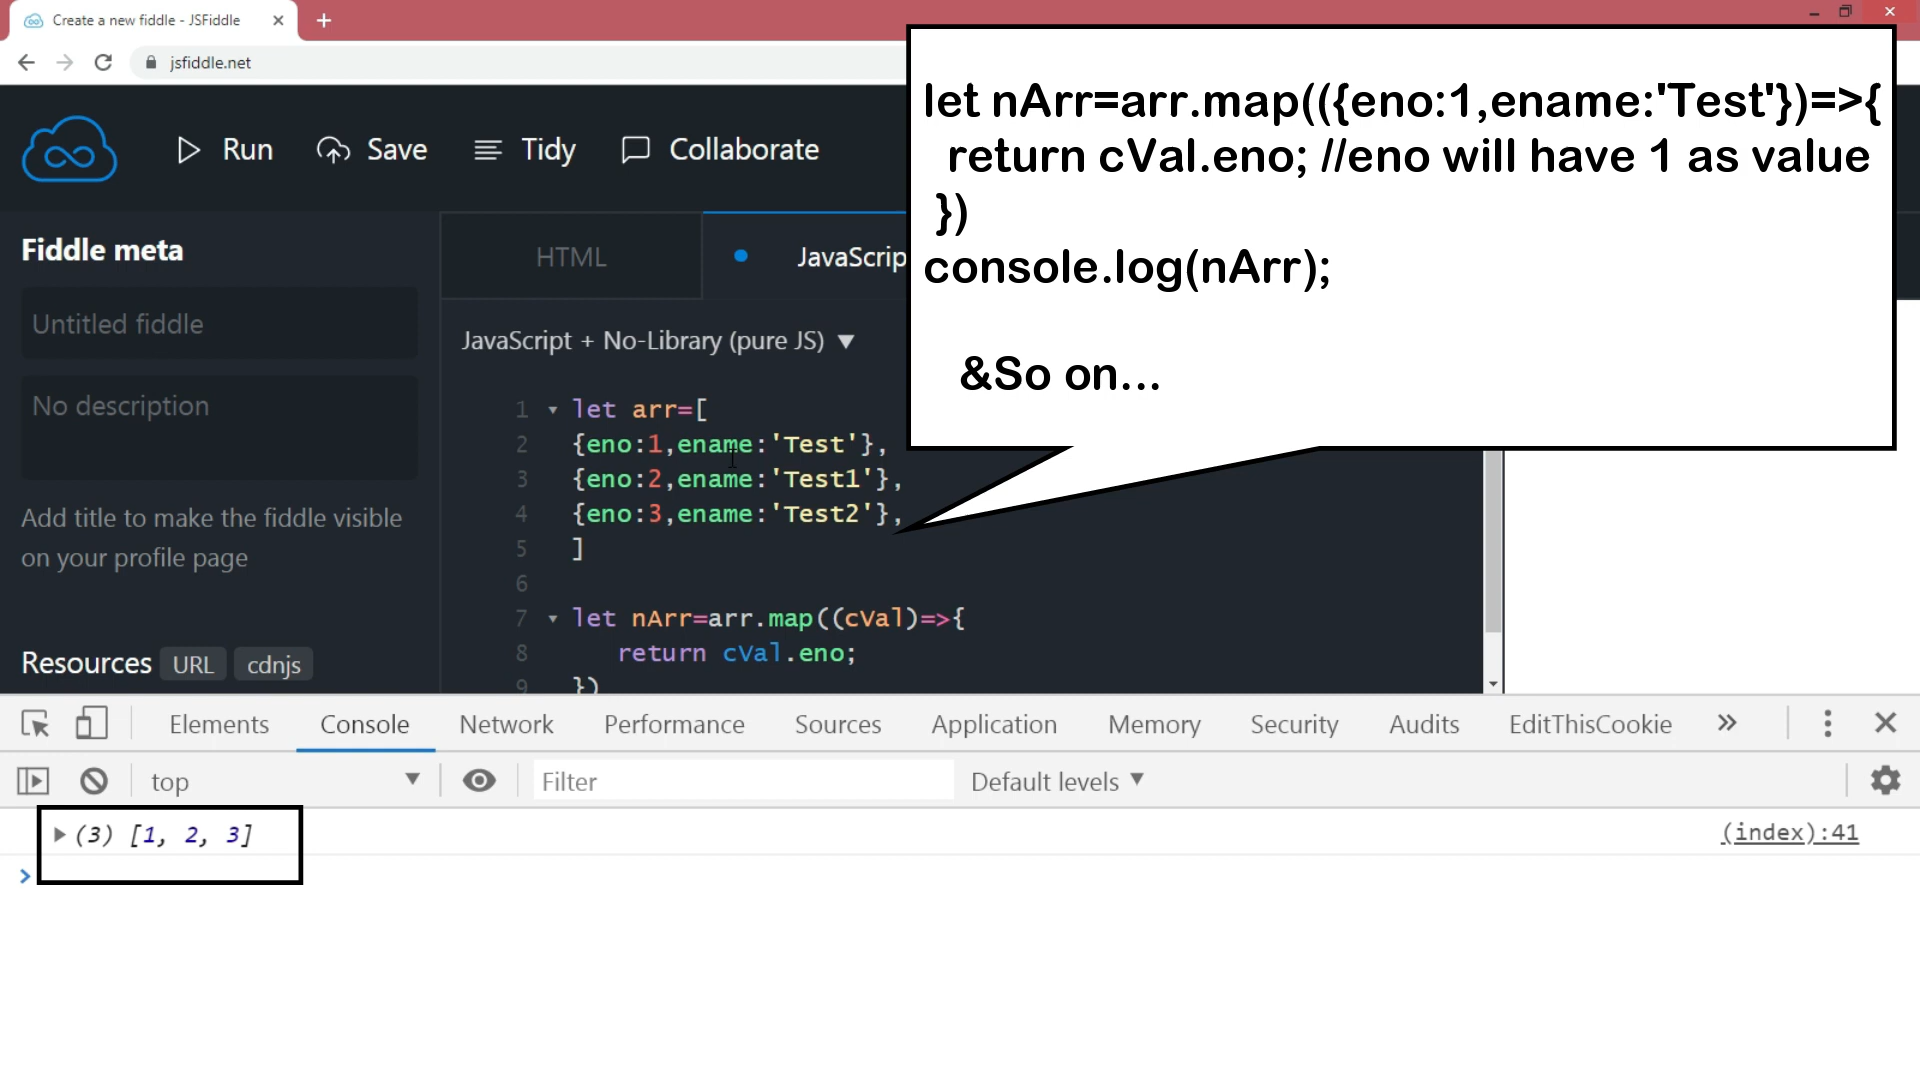 Create a new fiddle - JSFiddle
jsfiddle.net
let nArr=arr.map(({eno:1,ename:'Test'})=>{
return cVal.eno; //eno will have 1 as value
})
console.log(nArr);
&So on...
Run Save Tidy Collaborate
Fiddle meta
Untitled fiddle
No description
Add title to make the fiddle visible
on your profile page
Resources URL cdnjs
HTML
JavaScrip
JavaScript + No-Library (pure JS) ▼
1 let arr=[
2 {eno:1,ename:'Test'},
3 {eno:2,ename:'Test1'},
4 {eno:3,ename:'Test2'},
5 ]
6
7 let nArr=arr.map((cVal)=>{
8 return cVal.eno;
9 })
Elements Console Network Performance Sources Application Memory Security Audits EditThisCookie »
top Filter Default levels ▼
(3) [1, 2, 3] (index):41
>